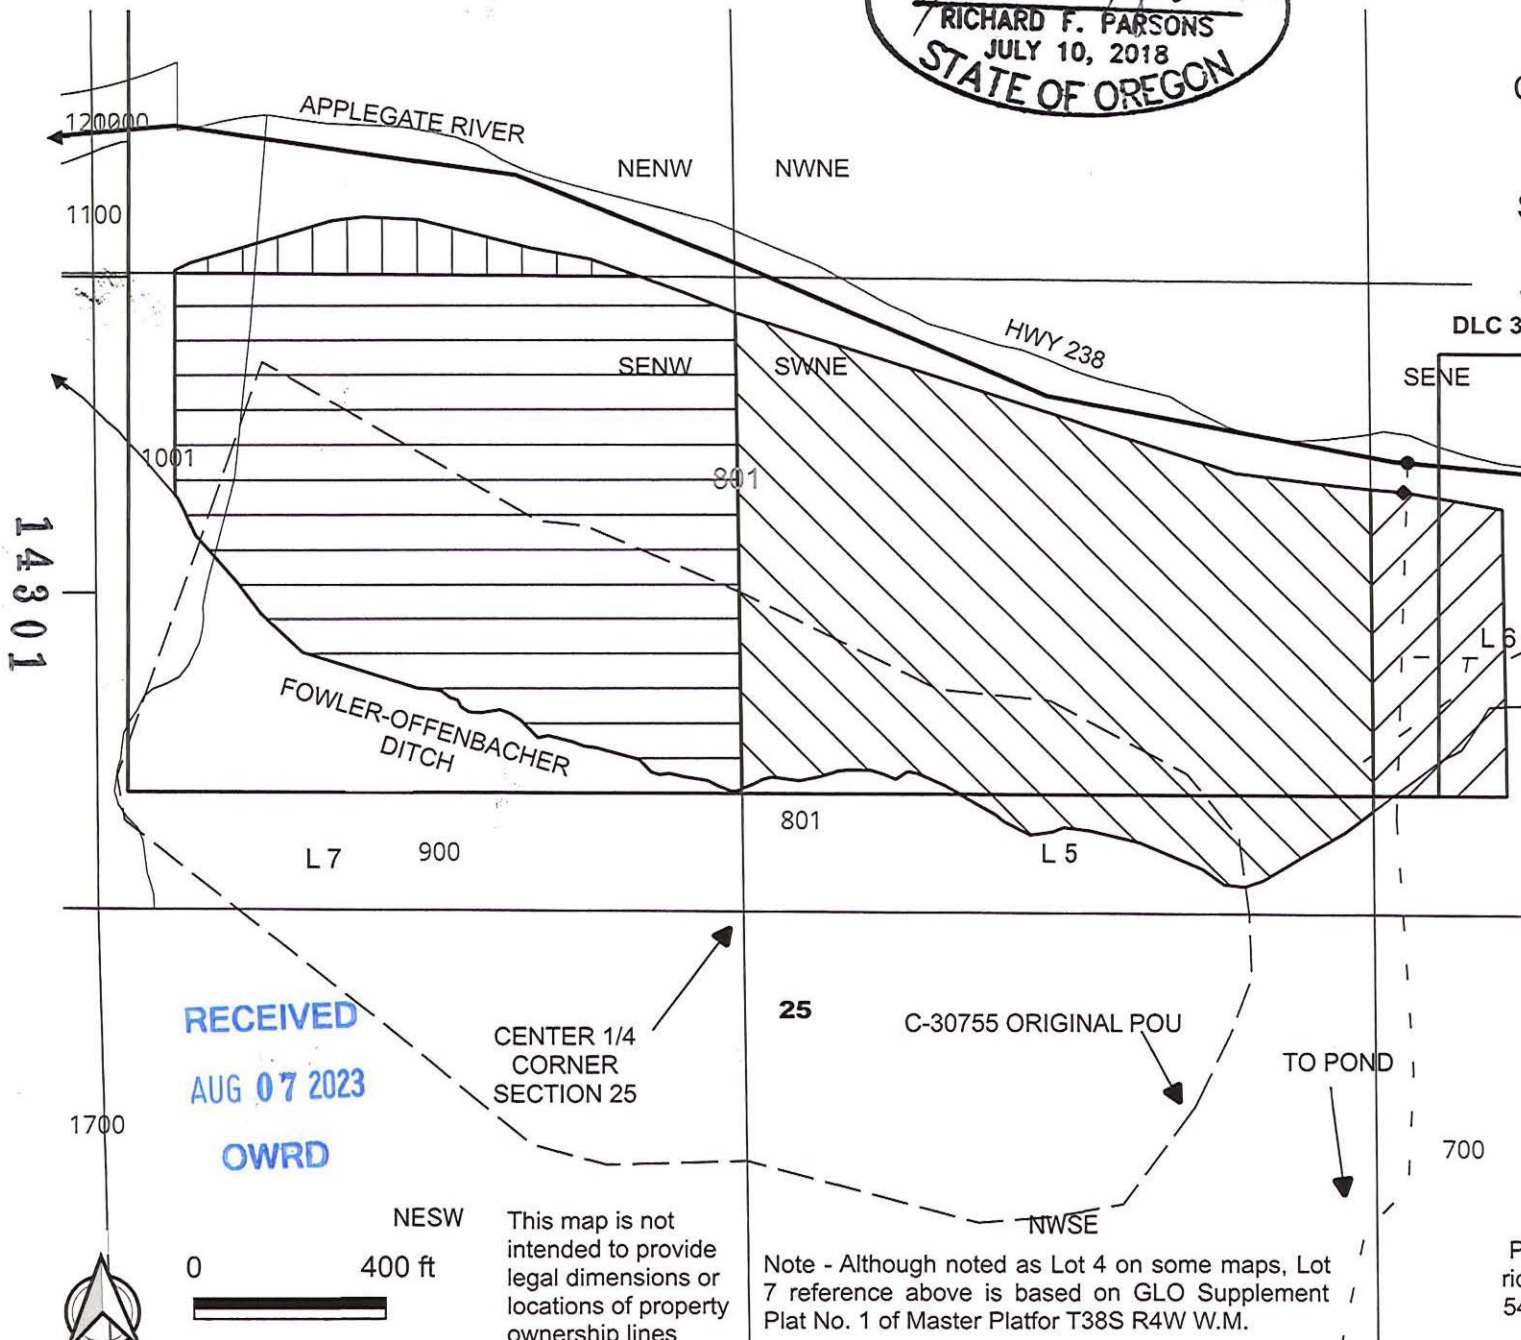 RICHARD F. PARSONS
JULY 10, 2018
STATE OF OREGON
APPLEGATE RIVER
1100
NENW
NWNE
HWY 238
DLC 3
SENW
SWNE
SENE
1001
801
14301
L 6
FOWLER-OFFENBACHER
DITCH
801
L 7
900
L 5
RECEIVED
AUG 07 2023
OWRD
CENTER 1/4
CORNER
SECTION 25
25
C-30755 ORIGINAL POU
TO POND
1700
700
NESW
NWSE
0
400 ft
This map is not
intended to provide
legal dimensions or
locations of property
ownership lines
Note - Although noted as Lot 4 on some maps, Lot
7 reference above is based on GLO Supplement
Plat No. 1 of Master Platfor T38S R4W W.M.